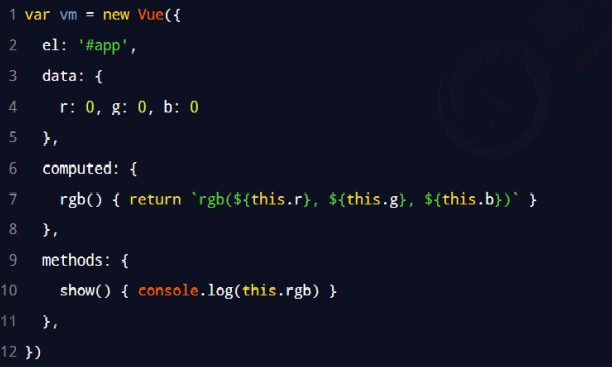 1 var vm = new Vue({
2   el: '#app',
3   data: {
4     r: 0, g: 0, b: 0
5   },
6   computed: {
7     rgb() { return `rgb(${this.r}, ${this.g}, ${this.b})` }
8   },
9   methods: {
10     show() { console.log(this.rgb) }
11   },
12 })